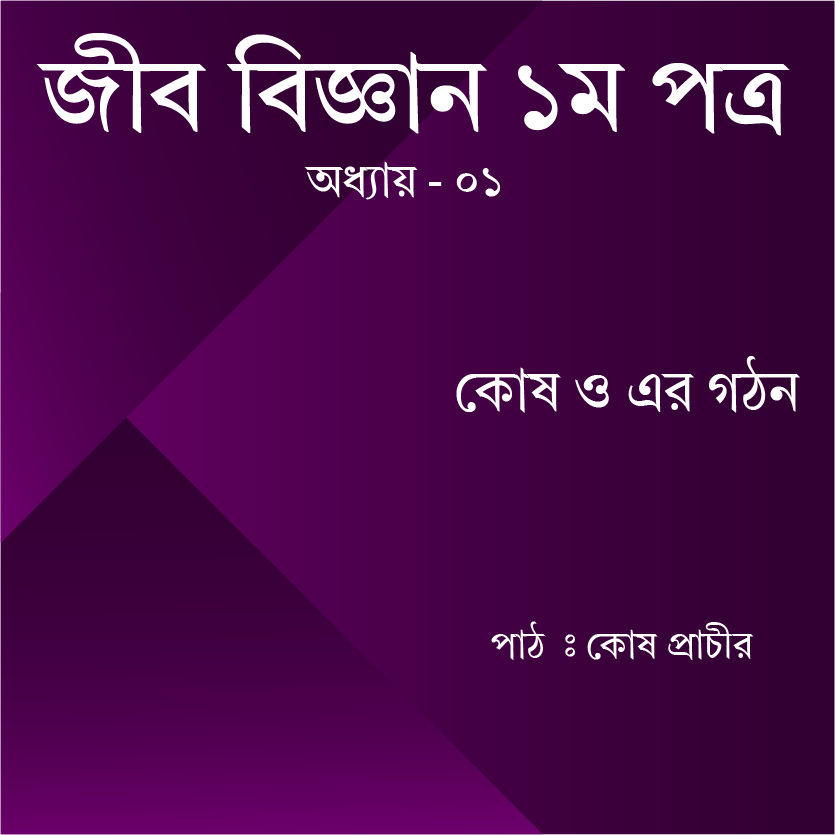 জীব বিজ্ঞান ১ম পত্র
অধ্যায় - ০১
কোষ ও এর গঠন
পাঠ ঃ কোষ প্রাচীর